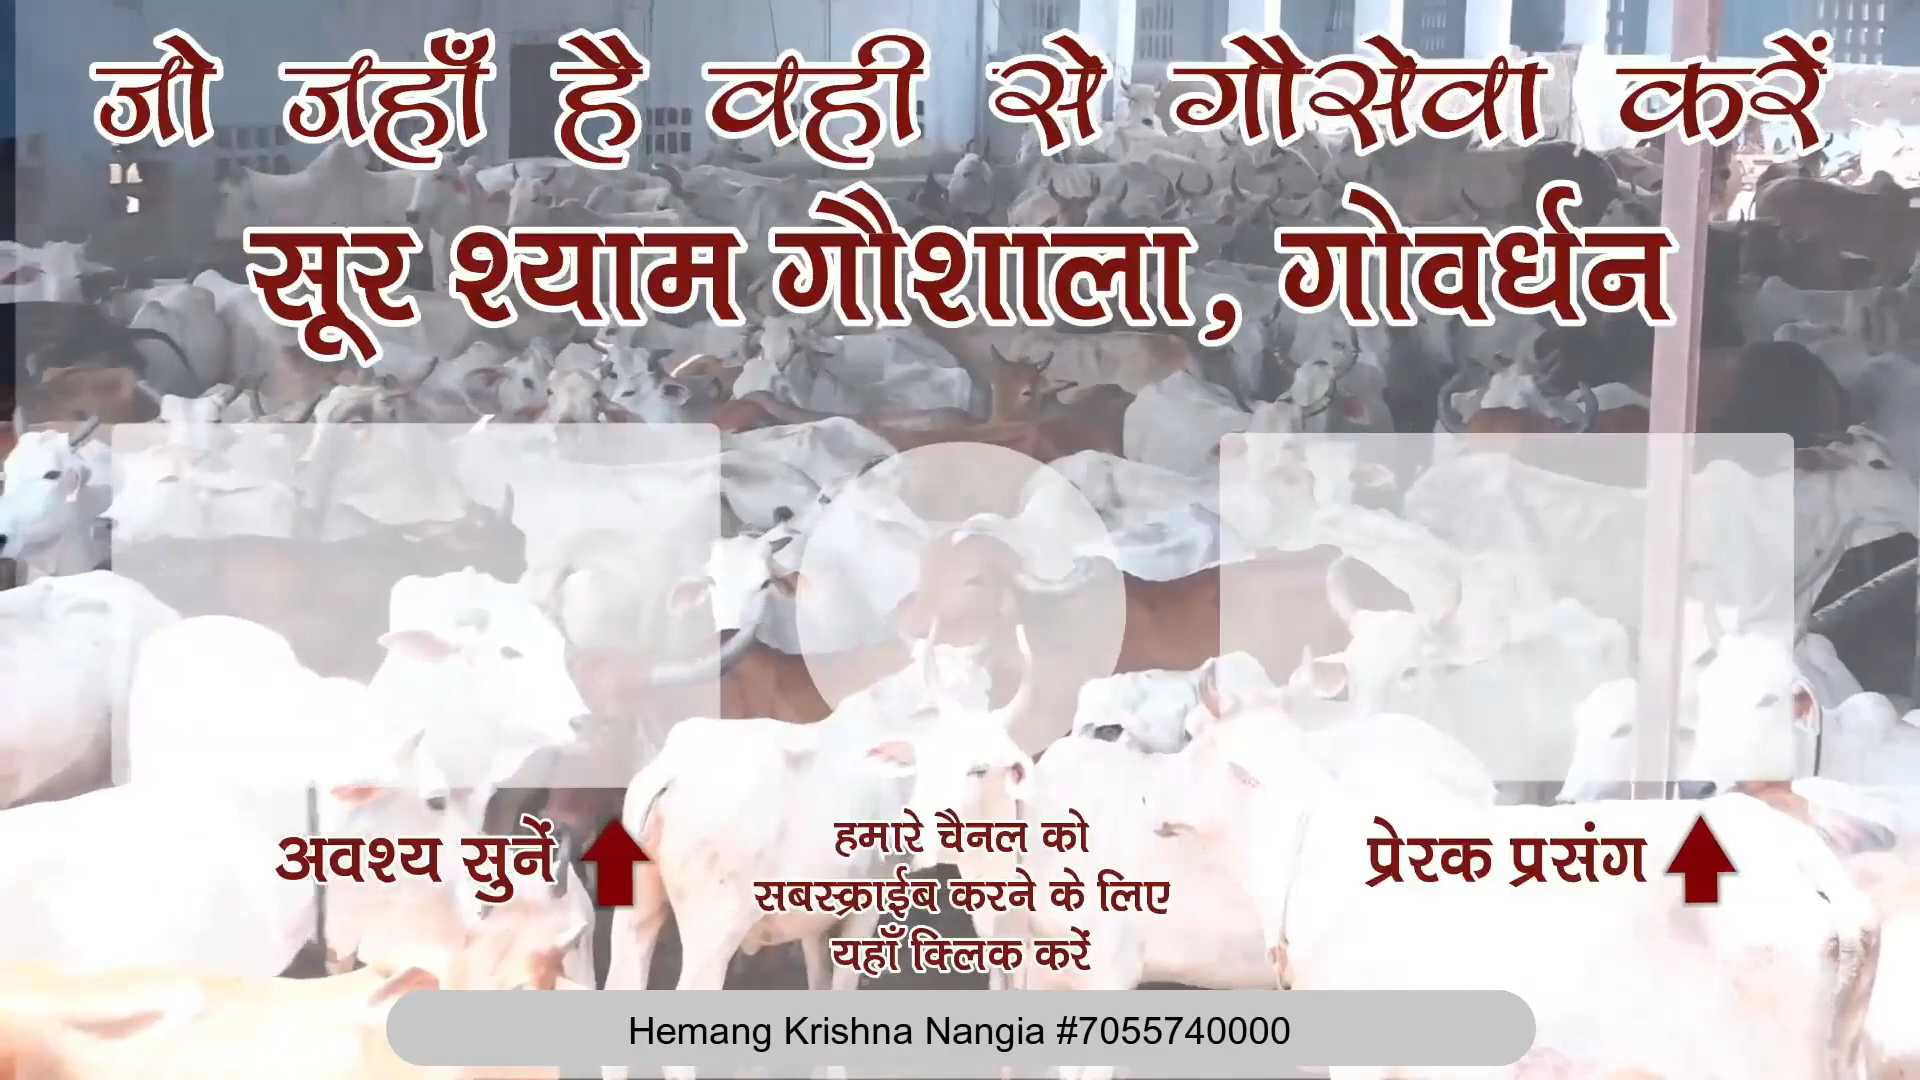 जो जहाँ है वही से गौसेवा करें
सूर श्याम गौशाला, गोवर्धन
अवश्य सुनें
हमारे चैनल को
सबस्क्राईब करने के लिए
यहाँ क्लिक करें
प्रेरक प्रसंग
Hemang Krishna Nangia #7055740000